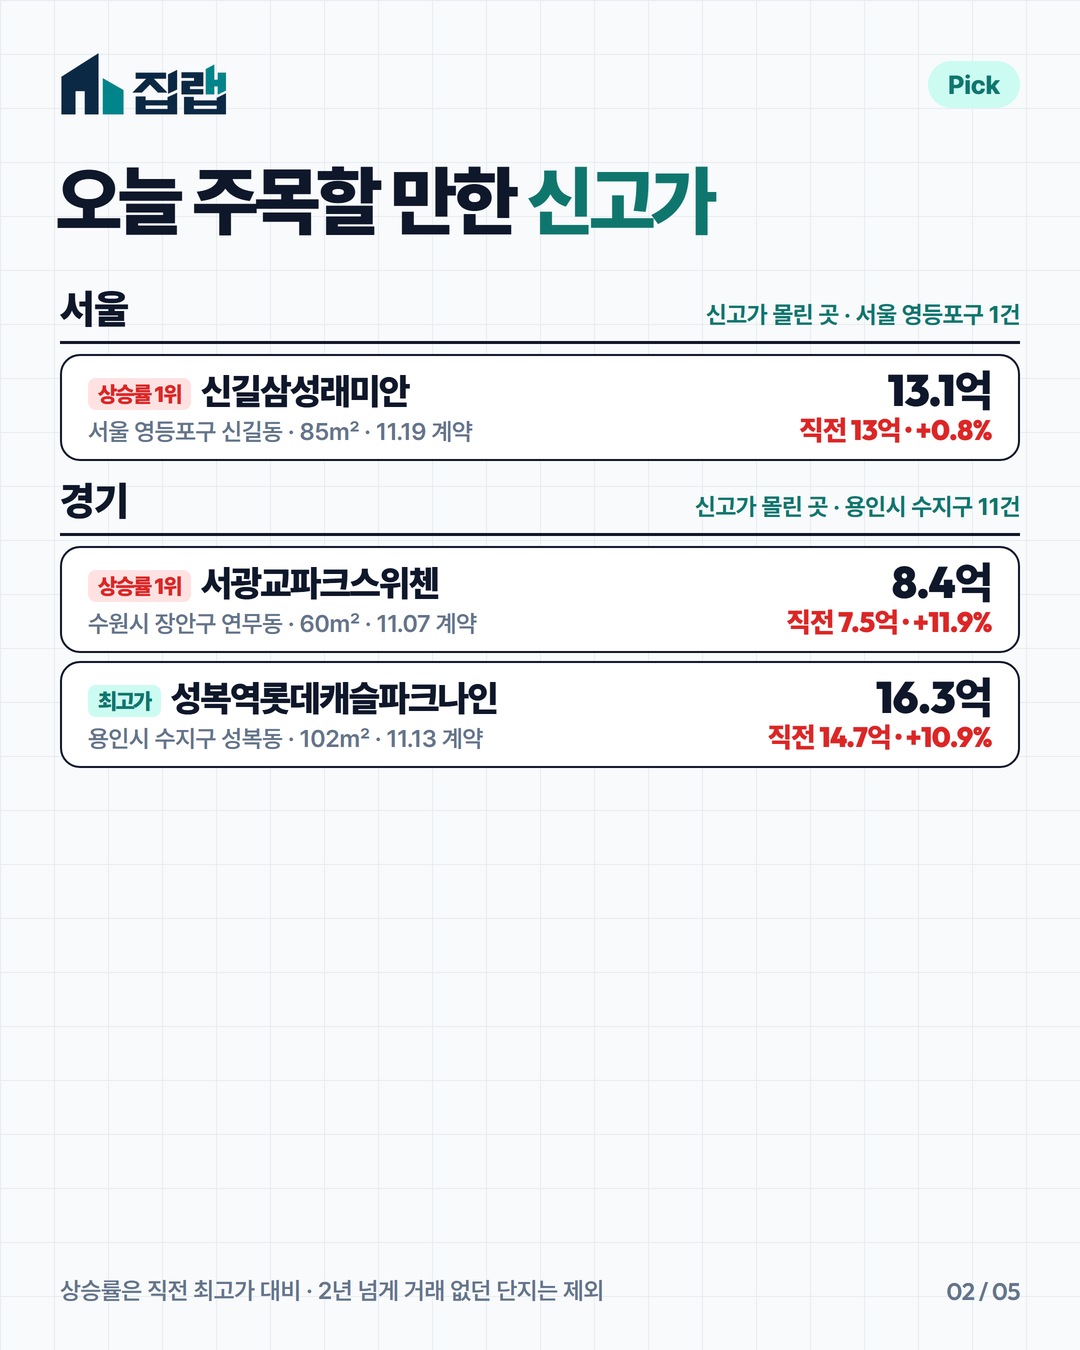 집랩
Pick
오늘 주목할 만한 신고가
서울
신고가 몰린 곳 · 서울 영등포구 1건
상승률 1위 신길삼성래미안
13.1억
서울 영등포구 신길동 · 85m² · 11.19 계약
직전 13억 · +0.8%
경기
신고가 몰린 곳 · 용인시 수지구 11건
상승률 1위 서광교파크스위첸
8.4억
수원시 장안구 연무동 · 60m² · 11.07 계약
직전 7.5억 · +11.9%
최고가 성복역롯데캐슬파크나인
16.3억
용인시 수지구 성복동 · 102m² · 11.13 계약
직전 14.7억 · +10.9%
상승률은 직전 최고가 대비 · 2년 넘게 거래 없던 단지는 제외
02 / 05